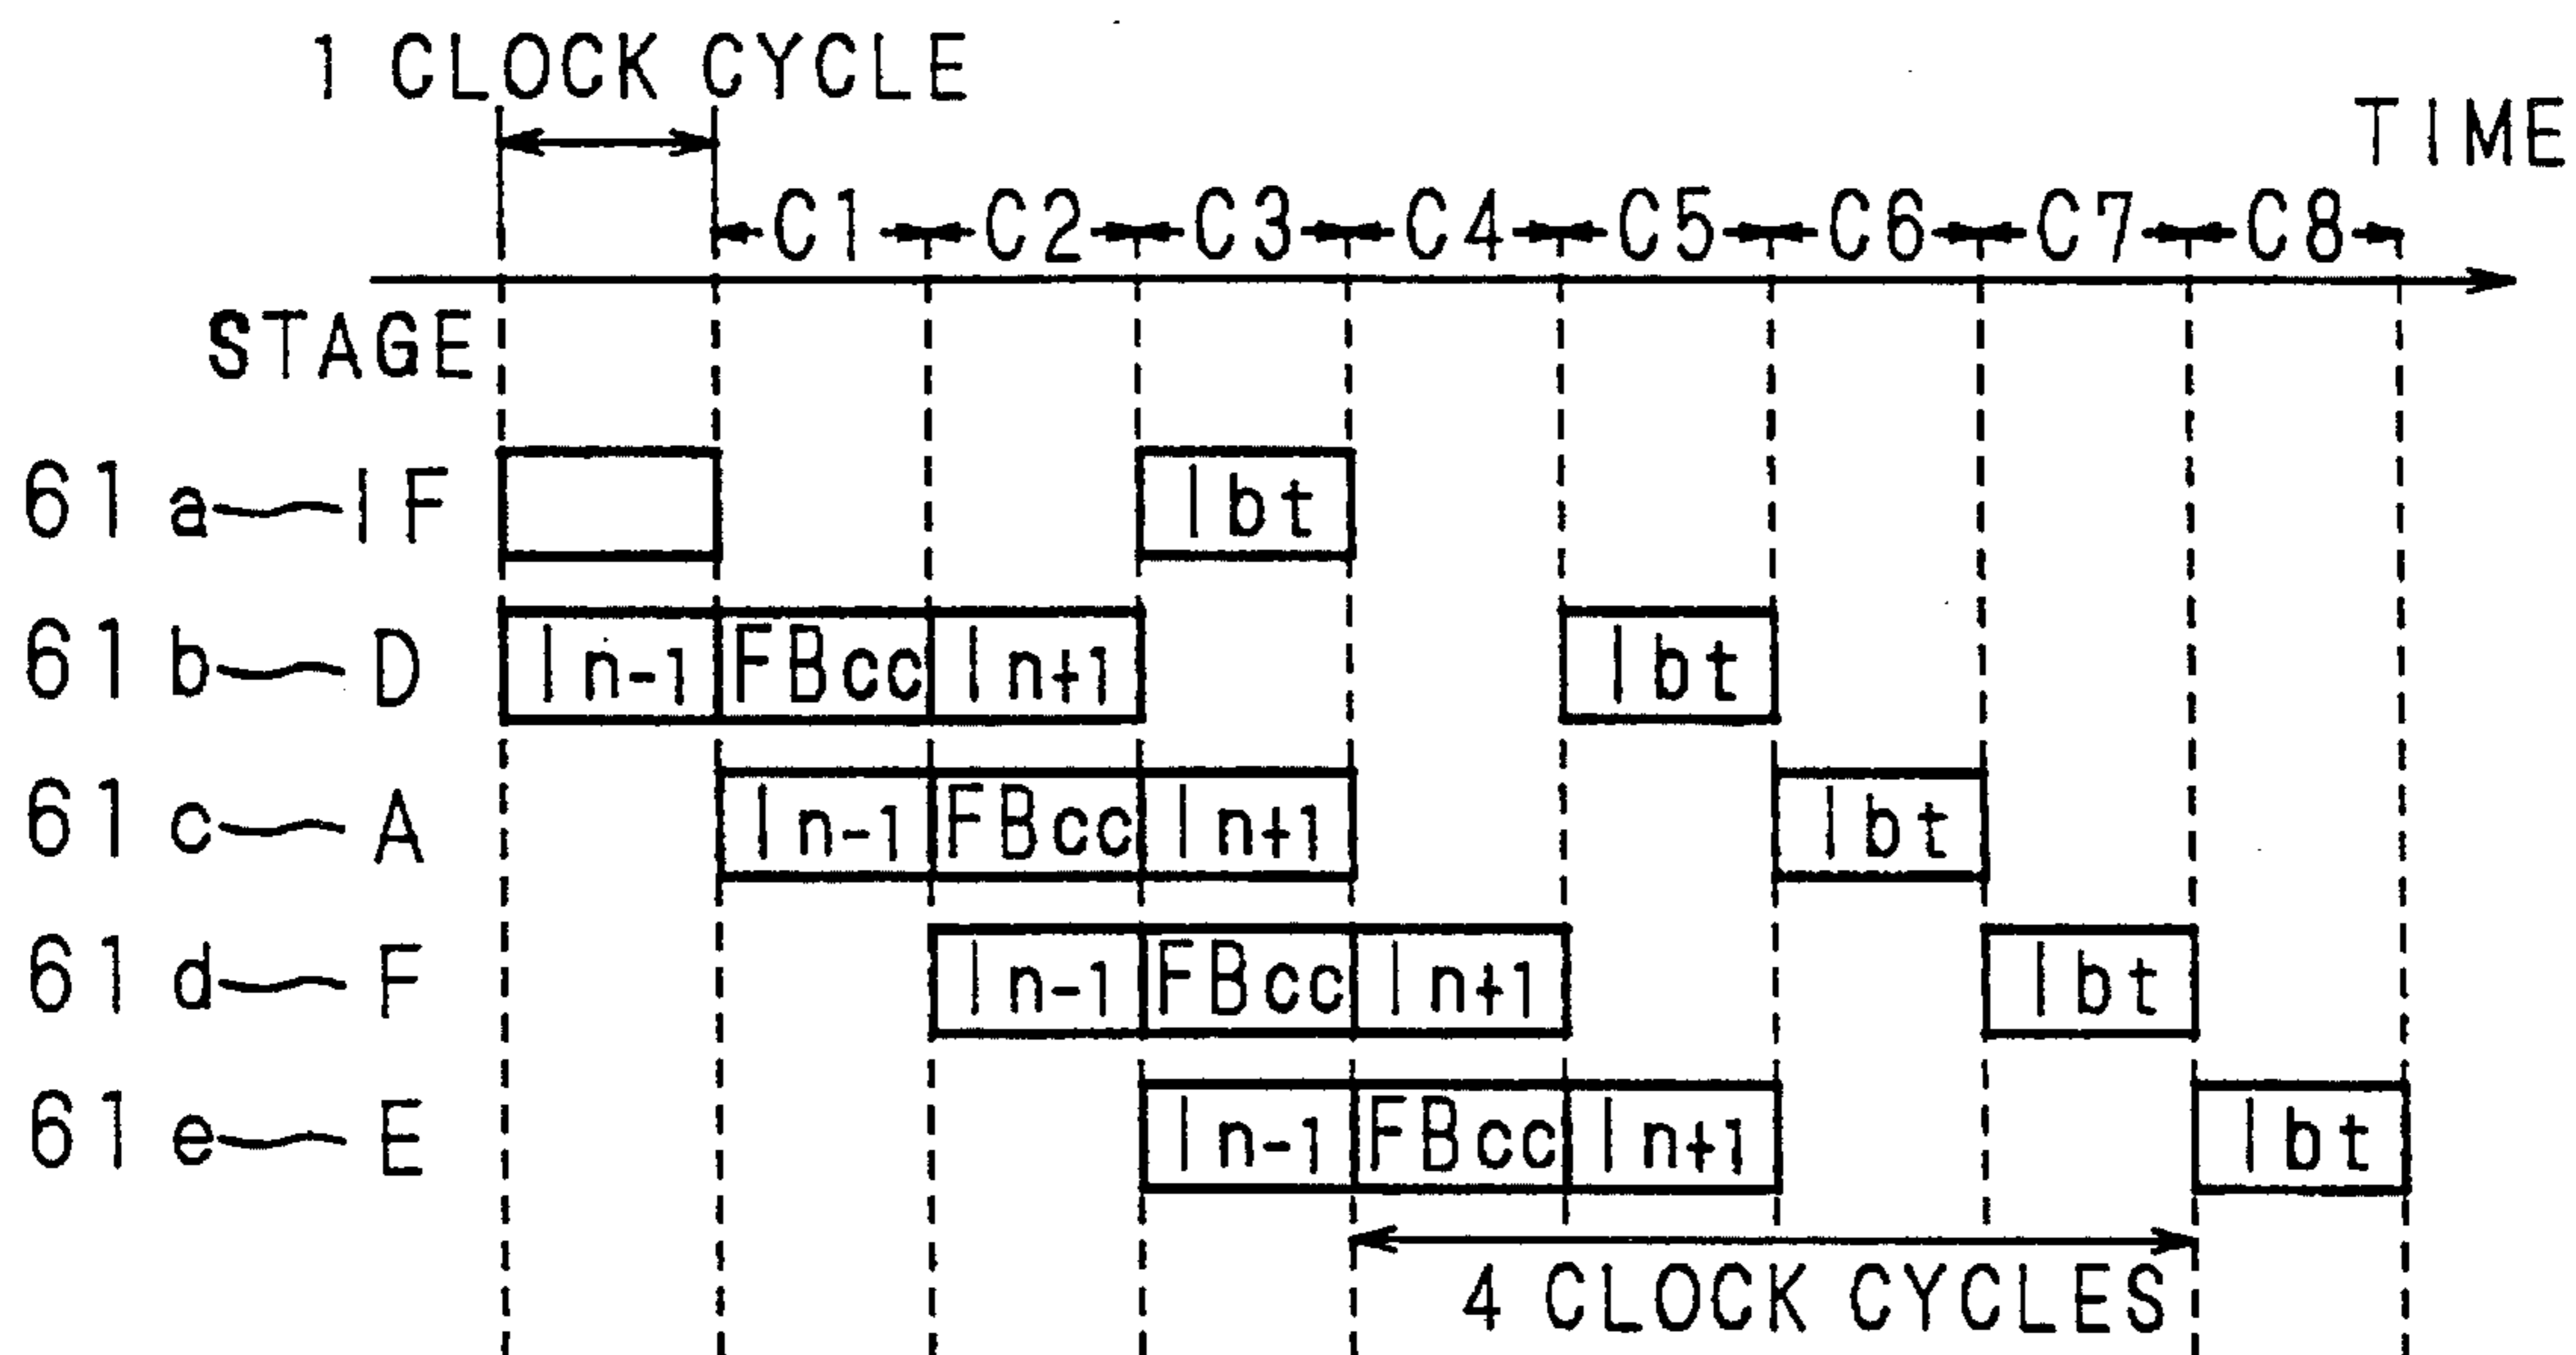 1 CLOCK CYCLE
TIME
C1 C2 C3 C4 C5 C6 C7 C8
STAGE
61a IF Ibt
61b D In-1 FBcc In+1 Ibt
61c A In-1 FBcc In+1 Ibt
61d F In-1 FBcc In+1 Ibt
61e E In-1 FBcc In+1 Ibt
4 CLOCK CYCLES